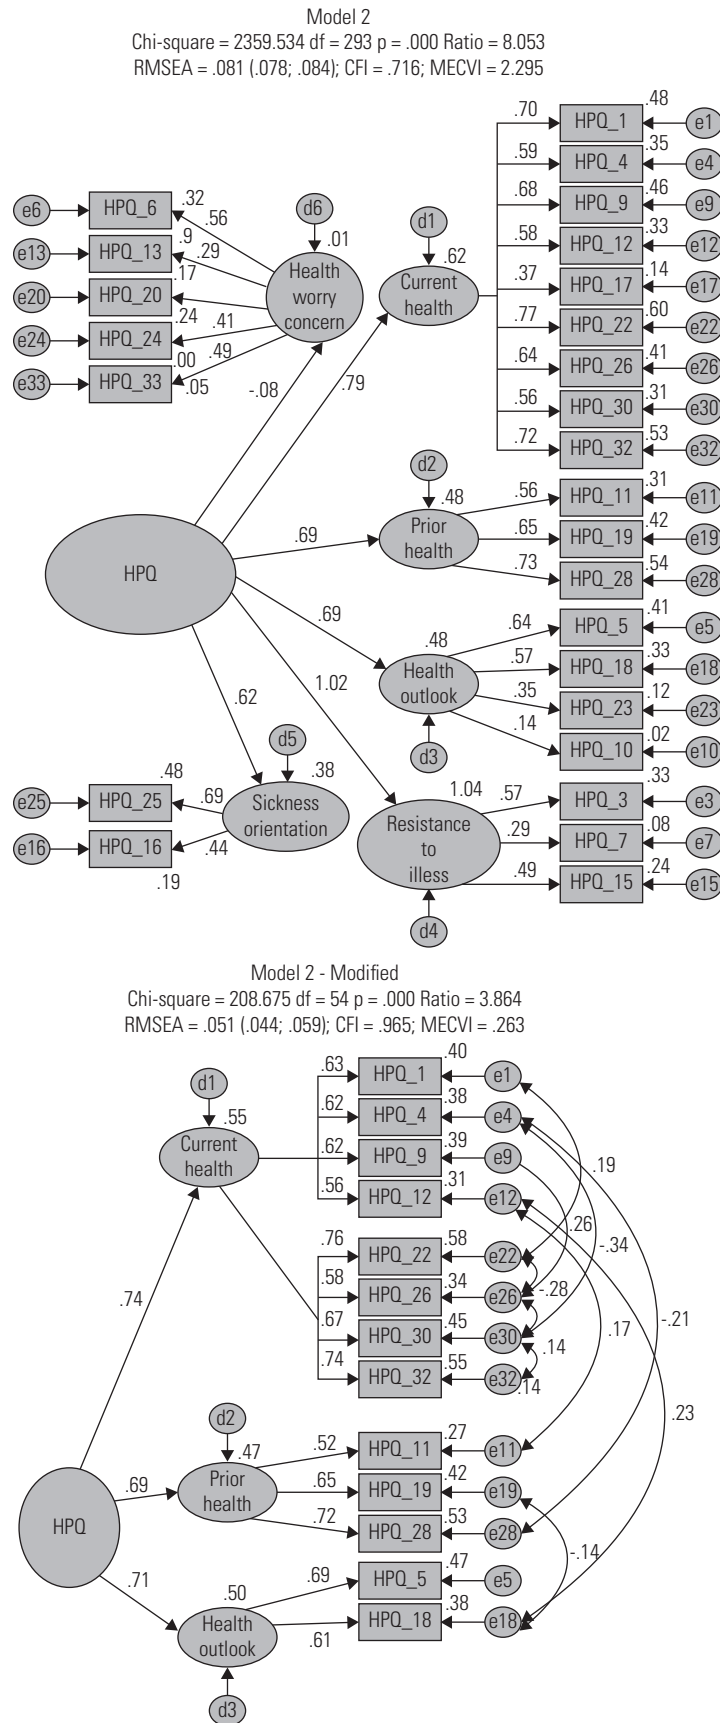 Model 2
Chi-square = 2359.534 df = 293 p = .000 Ratio = 8.053
RMSEA = .081 (.078; .084); CFI = .716; MECVI = 2.295
e6
HPQ_6
.32
.56
e13
HPQ_13
.9
.29
e20
HPQ_20
.17
.41
e24
HPQ_24
.24
.49
e33
HPQ_33
.00
.05
d6
.01
Health
worry
concern
-.08
.79
d1
.62
Current
health
.70
HPQ_1
.48
e1
.59
HPQ_4
.35
e4
.68
HPQ_9
.46
e9
.58
HPQ_12
.33
e12
.37
HPQ_17
.14
e17
.77
HPQ_22
.60
e22
.64
HPQ_26
.41
e26
.56
HPQ_30
.31
e30
.72
HPQ_32
.53
e32
HPQ
.69
d2
.48
Prior
health
.56
HPQ_11
.31
e11
.65
HPQ_19
.42
e19
.73
HPQ_28
.54
e28
.69
.48
Health
outlook
d3
.64
HPQ_5
.41
e5
.57
HPQ_18
.33
e18
.35
HPQ_23
.12
e23
.14
HPQ_10
.02
e10
.62
1.02
d5
.38
Sickness
orientation
e25
HPQ_25
.48
.69
e16
HPQ_16
.44
.19
1.04
Resistance
to
illess
d4
.57
HPQ_3
.33
e3
.29
HPQ_7
.08
e7
.49
HPQ_15
.24
e15
Model 2 - Modified
Chi-square = 208.675 df = 54 p = .000 Ratio = 3.864
RMSEA = .051 (.044; .059); CFI = .965; MECVI = .263
d1
.55
Current
health
.63
HPQ_1
.40
e1
.62
HPQ_4
.38
e4
.62
HPQ_9
.39
e9
.56
HPQ_12
.31
e12
.76
HPQ_22
.58
e22
.58
HPQ_26
.34
e26
.67
HPQ_30
.45
e30
.74
HPQ_32
.55
e32
.19
.26
-.34
-.28
.14
.14
.17
-.21
.23
.74
HPQ
.69
d2
.47
Prior
health
.52
HPQ_11
.27
e11
.65
HPQ_19
.42
e19
.72
HPQ_28
.53
e28
-.14
.71
.50
Health
outlook
d3
.69
HPQ_5
.47
e5
.61
HPQ_18
.38
e18